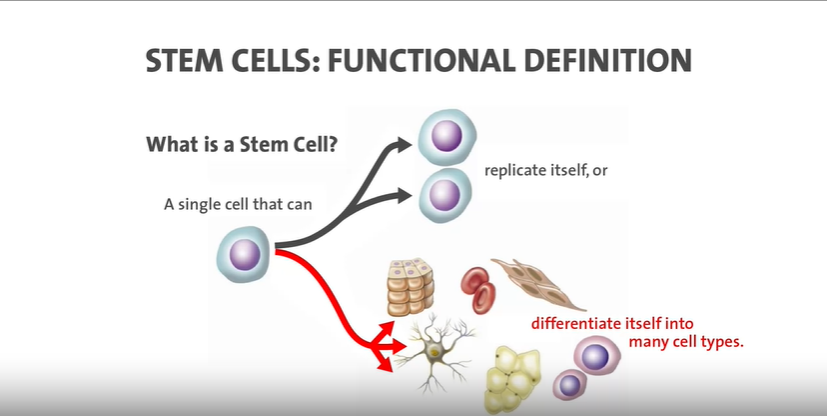 STEM CELLS: FUNCTIONAL DEFINITION
What is a Stem Cell?
A single cell that can
replicate itself, or
differentiate itself into
many cell types.